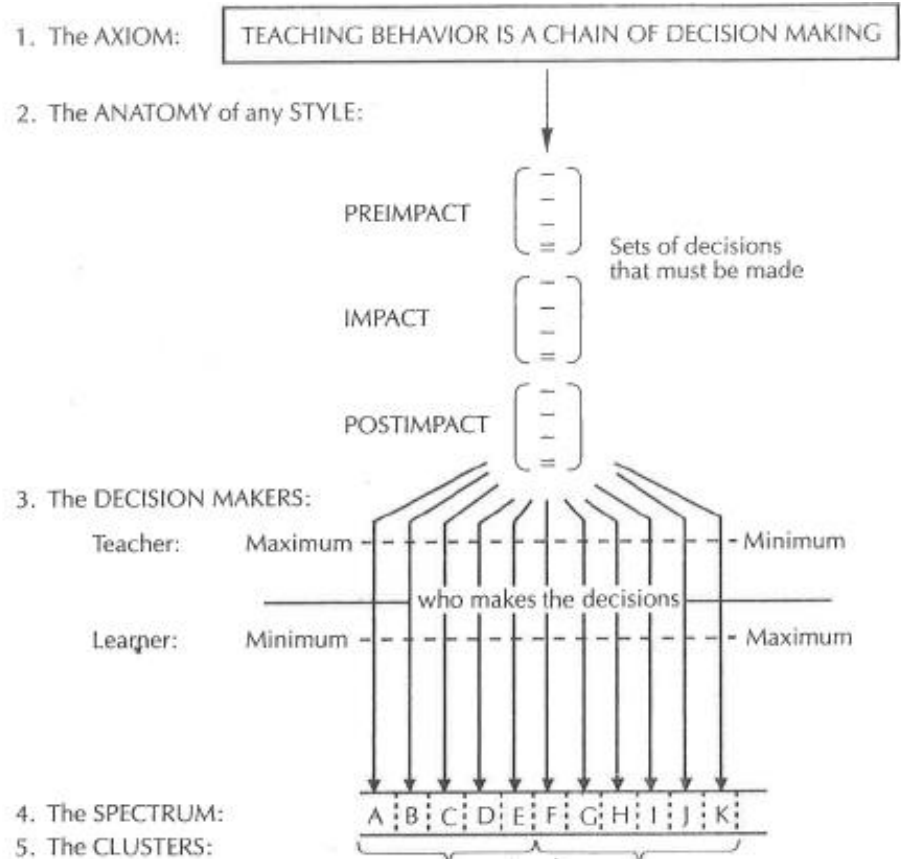 1. The AXIOM: TEACHING BEHAVIOR IS A CHAIN OF DECISION MAKING
2. The ANATOMY of any STYLE:
PREIMPACT
Sets of decisions
that must be made
IMPACT
POSTIMPACT
3. The DECISION MAKERS:
Teacher: Maximum Minimum
who makes the decisions
Learner: Minimum Maximum
4. The SPECTRUM: A B C D E F G H I J K
5. The CLUSTERS: